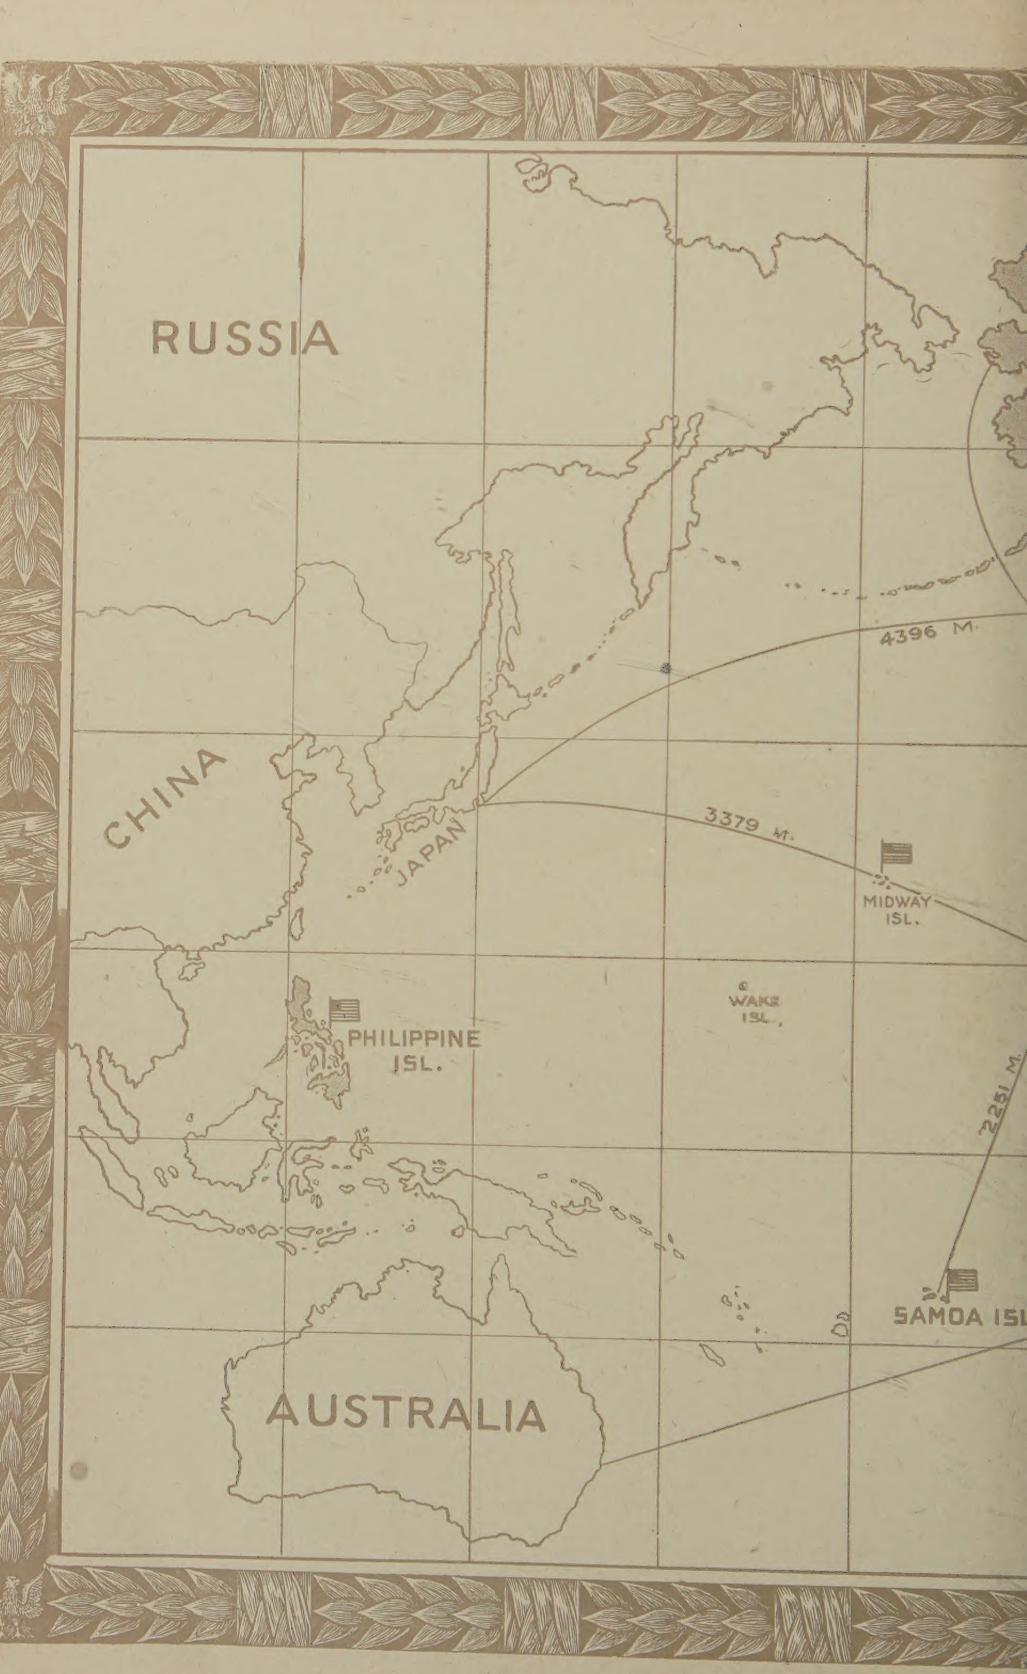 RUSSIA
4396 M.
CHINA
3379 M.
JAPAN
MIDWAY
ISL.
WAKE
ISL.
PHILIPPINE
ISL.
2251 M.
SAMOA ISL
AUSTRALIA